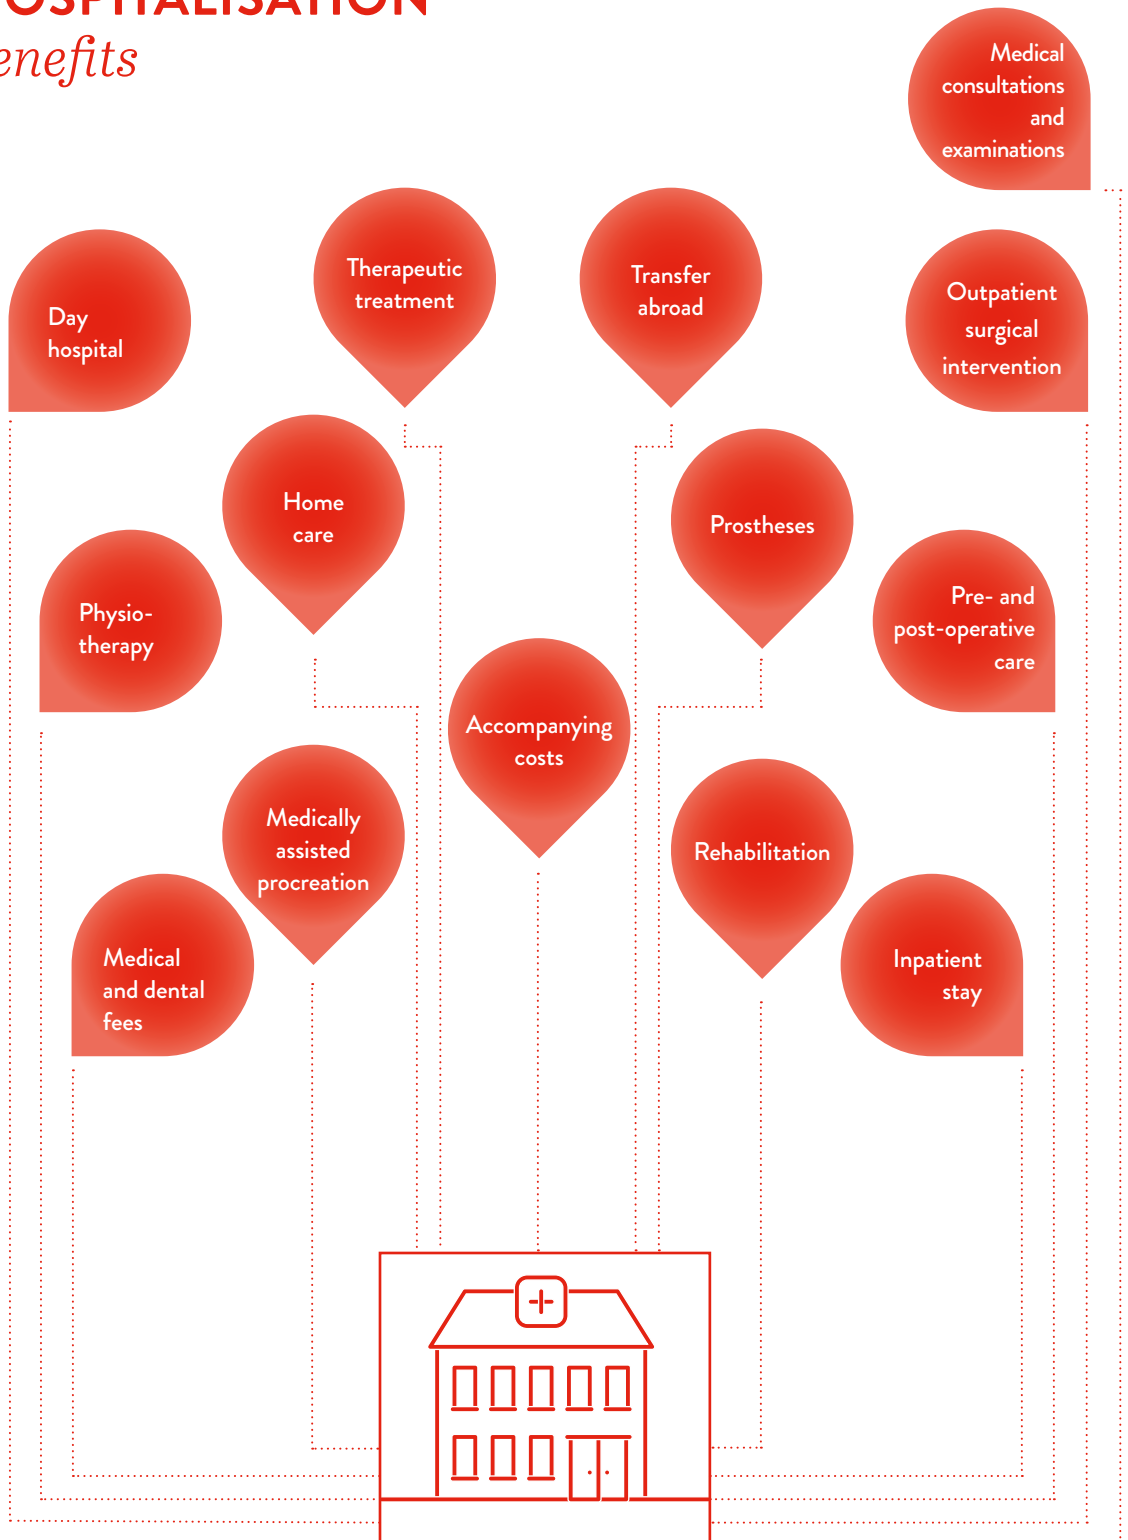 OSPITALISATION
enefits
Medical
consultations
and
examinations
Therapeutic
treatment
Transfer
abroad
Day
hospital
Outpatient
surgical
intervention
Home
care
Prostheses
Physio-
therapy
Pre- and
post-operative
care
Accompanying
costs
Medically
assisted
procreation
Rehabilitation
Medical
and dental
fees
Inpatient
stay